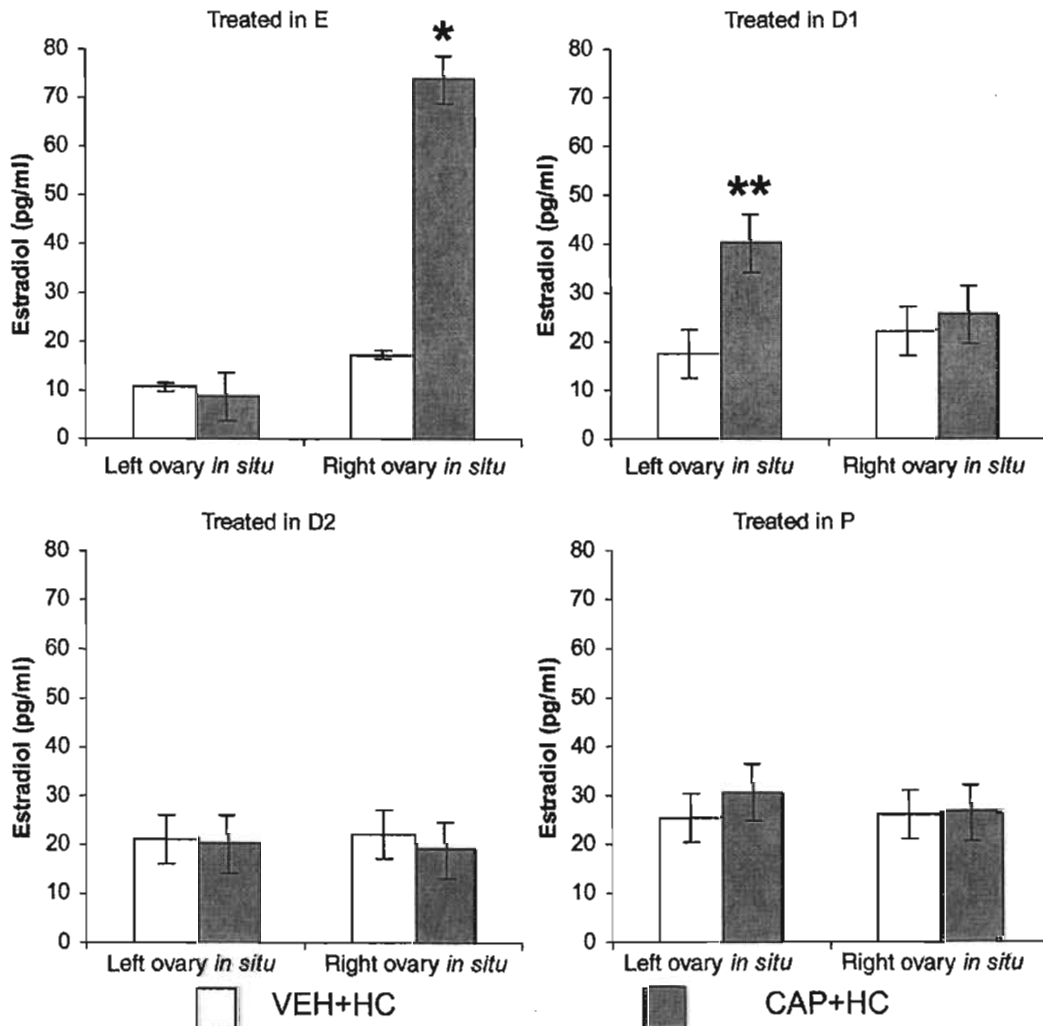 Treated in E
Estradiol (pg/ml)
80
70
60
50
40
30
20
10
0
*
Left ovary in situ
Right ovary in situ
Treated in D1
Estradiol (pg/ml)
80
70
60
50
40
30
20
10
0
**
Left ovary in situ
Right ovary in situ
Treated in D2
Estradiol (pg/ml)
80
70
60
50
40
30
20
10
0
Left ovary in situ
Right ovary in situ
Treated in P
Estradiol (pg/ml)
80
70
60
50
40
30
20
10
0
Left ovary in situ
Right ovary in situ
VEH+HC
CAP+HC